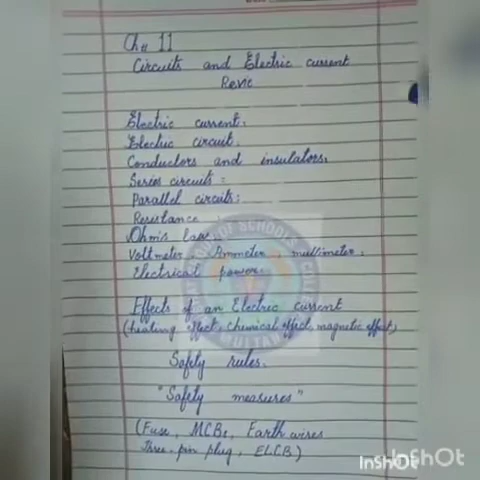 Ch# 11
Circuits and Electric current
Revic
Electric current.
Electric circuit.
Conductors and insulators.
Series circuits :
Parallel circuits :
Resistance
Ohm's law.
Voltmeter, Ammeter, multimeter.
Electrical power.
Effects of an Electric current
(heating effect, chemical effect, magnetic effect)
Safety rules.
"Safety measures"
(Fuse, MCBs, Earth wires
three-pin plug, ELCB)
InShOt